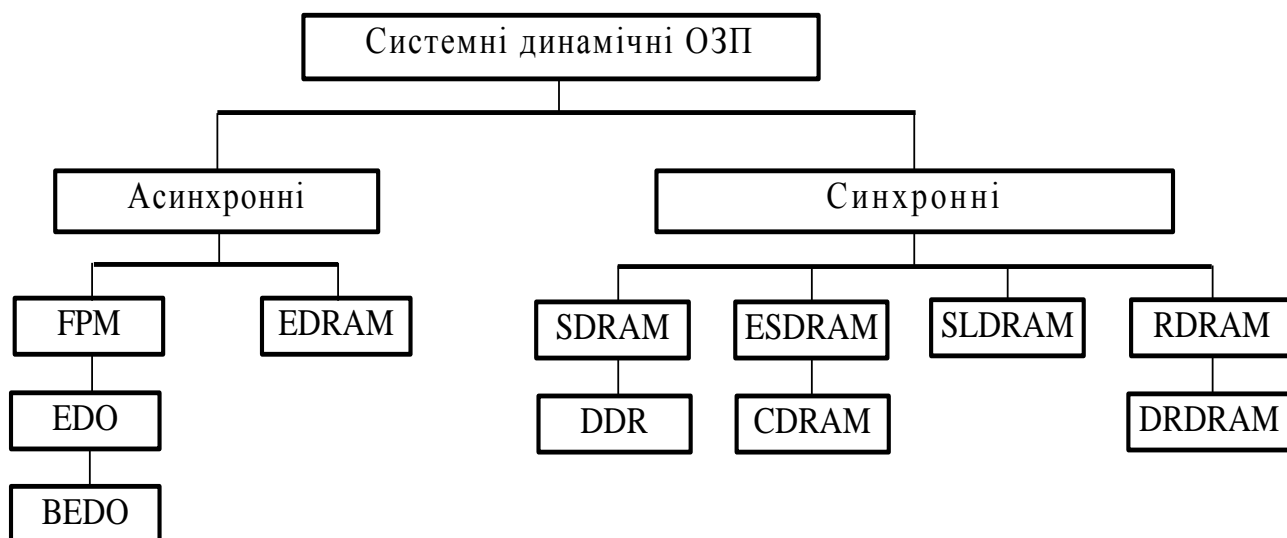 Системні динамічні ОЗП
Асинхронні
Синхронні
FPM
EDRAM
SDRAM
ESDRAM
SLDRAM
RDRAM
EDO
DDR
CDRAM
DRDRAM
BEDO